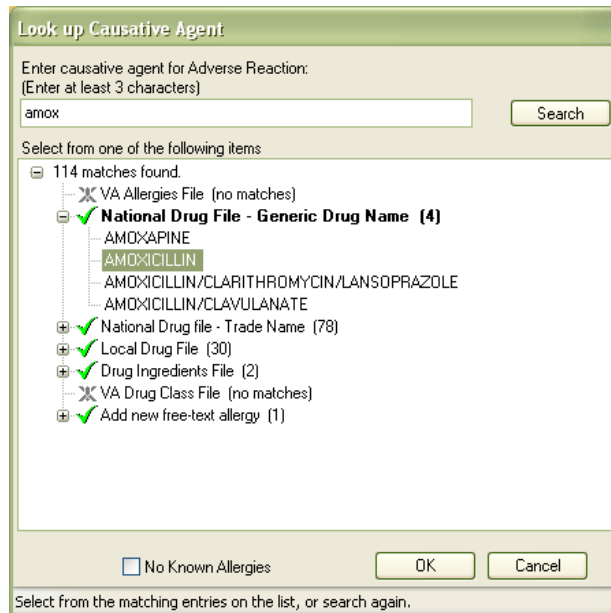 Look up Causative Agent
Enter causative agent for Adverse Reaction:
(Enter at least 3 characters)
amox
Search
Select from one of the following items
114 matches found.
VA Allergies File (no matches)
National Drug File - Generic Drug Name (4)
AMOXAPINE
AMOXICILLIN
AMOXICILLIN/CLARITHROMYCIN/LANSOPRAZOLE
AMOXICILLIN/CLAVULANATE
National Drug file - Trade Name (78)
Local Drug File (30)
Drug Ingredients File (2)
VA Drug Class File (no matches)
Add new free-text allergy (1)
No Known Allergies
OK
Cancel
Select from the matching entries on the list, or search again.